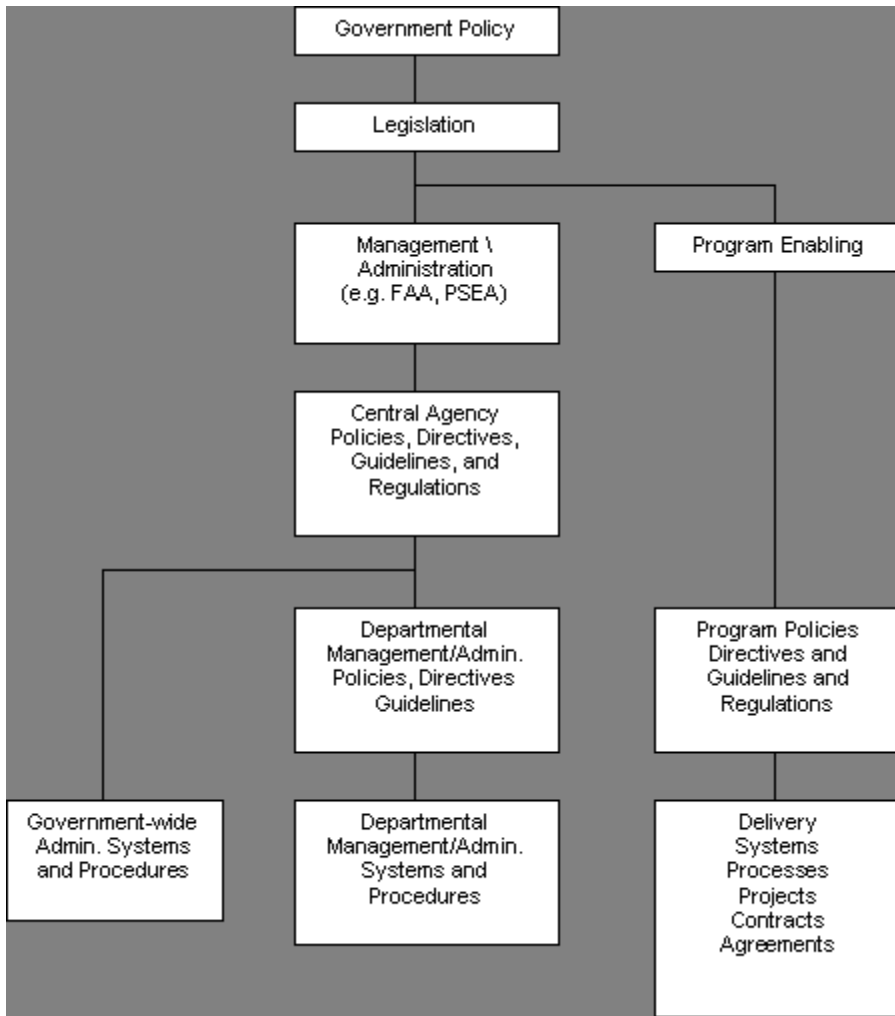 Government Policy
Legislation
Management \
Administration
(e.g. FAA, PSEA)
Program Enabling
Central Agency
Policies, Directives,
Guidelines, and
Regulations
Departmental
Management/Admin.
Policies, Directives
Guidelines
Program Policies
Directives and
Guidelines and
Regulations
Government-wide
Admin. Systems
and Procedures
Departmental
Management/Admin.
Systems and
Procedures
Delivery
Systems
Processes
Projects
Contracts
Agreements